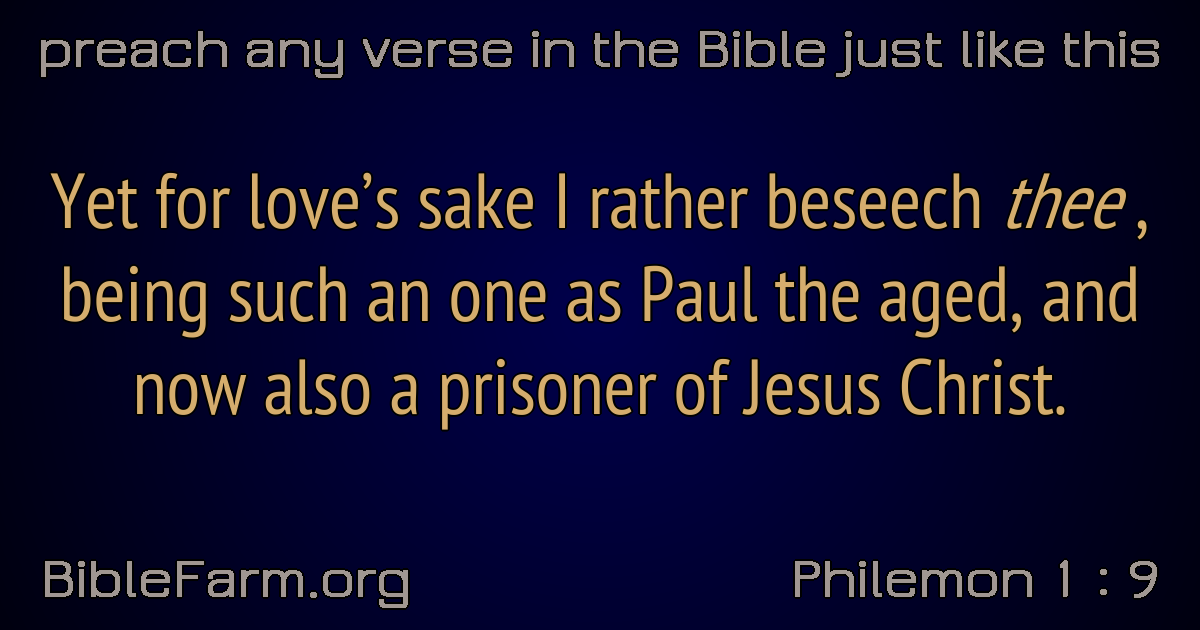 preach any verse in the Bible just like this
Yet for love’s sake I rather beseech thee ,
being such an one as Paul the aged, and
now also a prisoner of Jesus Christ.
BibleFarm.org
Philemon 1 : 9